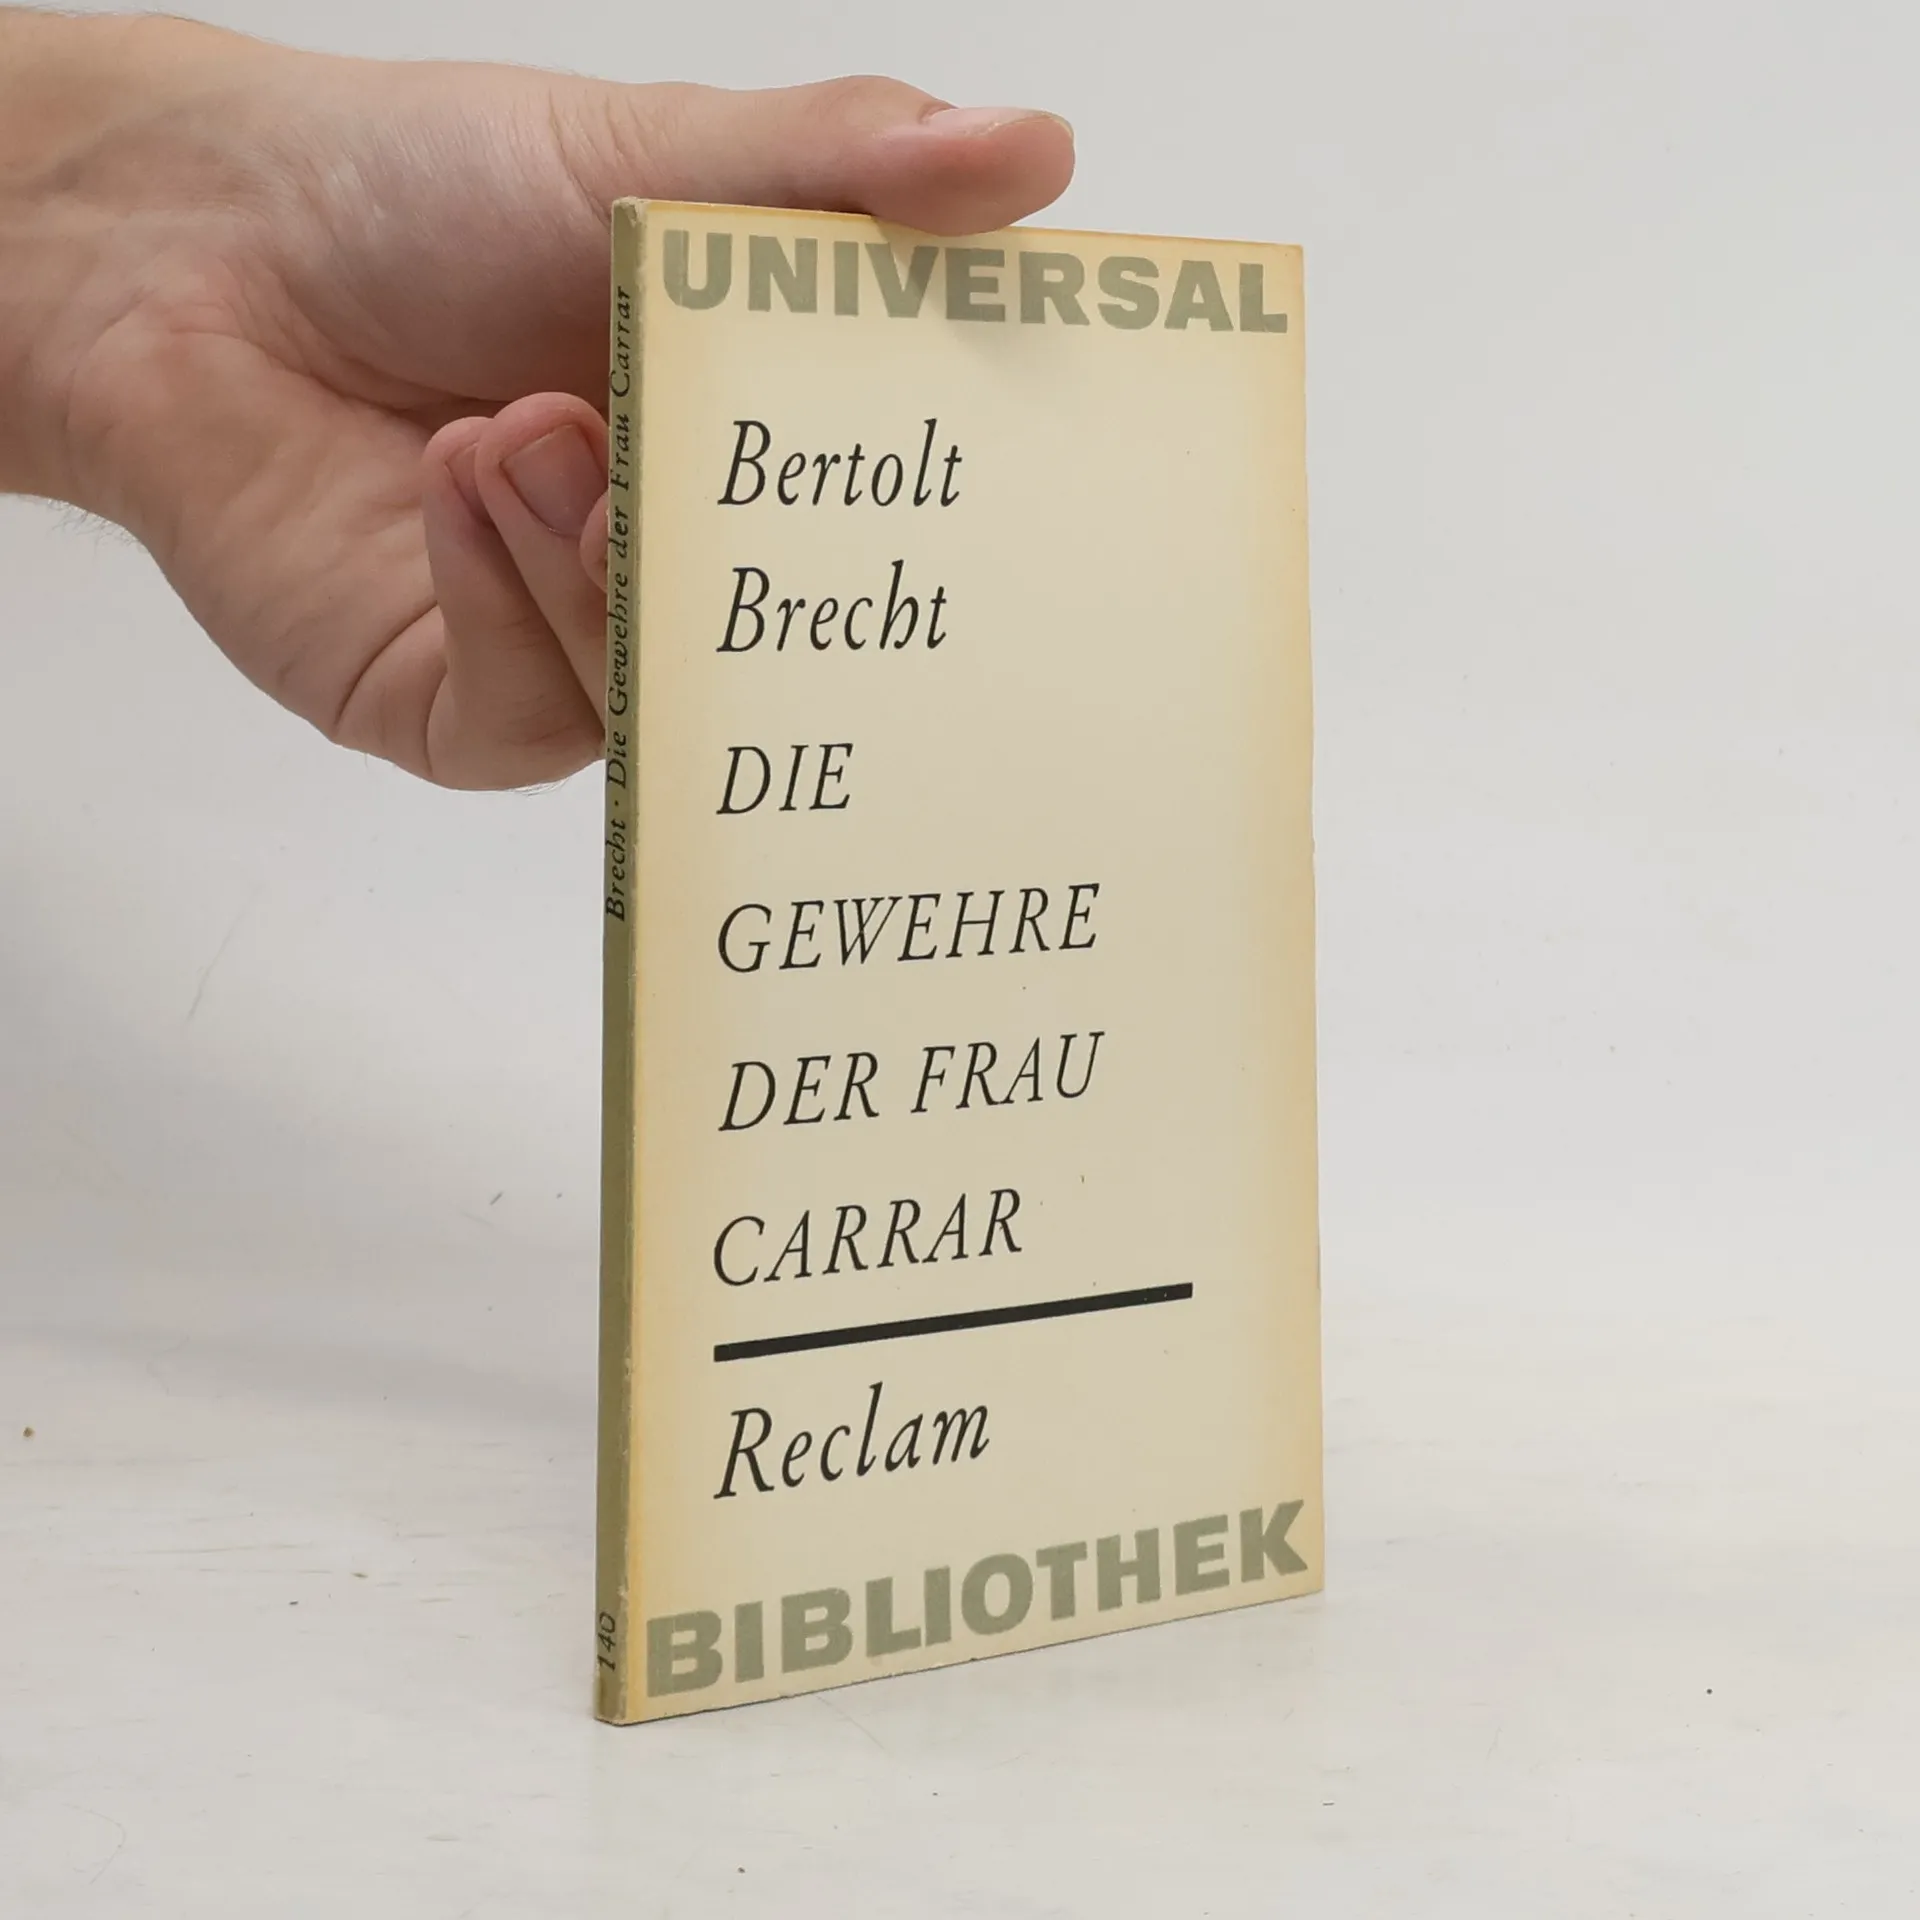 UNIVERSAL
Bertolt
Brecht
DIE
GEWEHRE
DER FRAU
CARRAR
Reclam
BIBLIOTHEK
Brecht · Die Gewehre der Frau Carrar
140